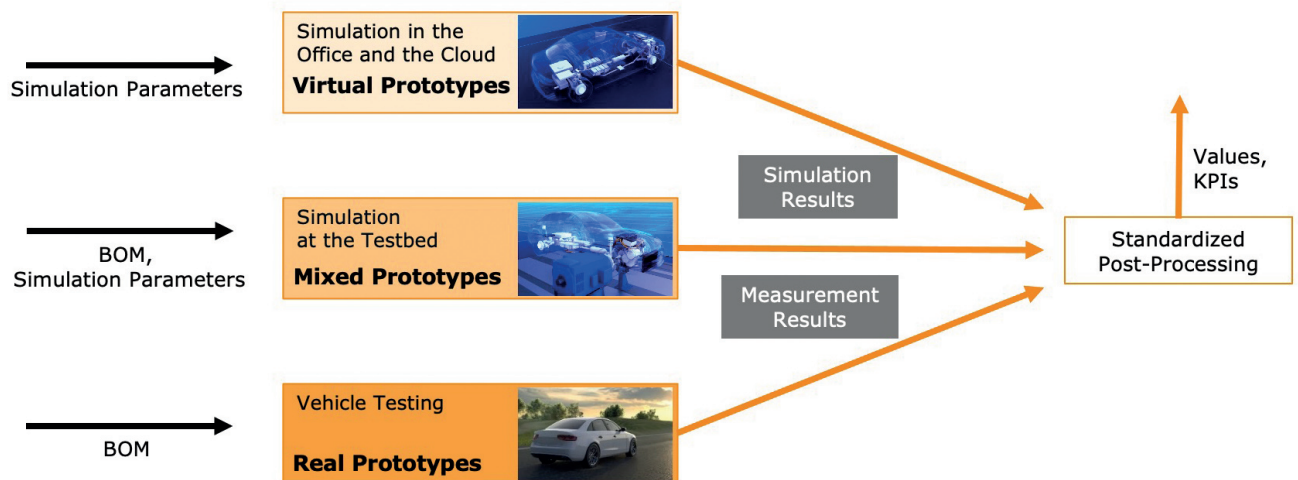 Simulation Parameters
Simulation in the
Office and the Cloud
Virtual Prototypes
BOM,
Simulation Parameters
Simulation
at the Testbed
Mixed Prototypes
BOM
Vehicle Testing
Real Prototypes
Simulation
Results
Measurement
Results
Values,
KPIs
Standardized
Post-Processing